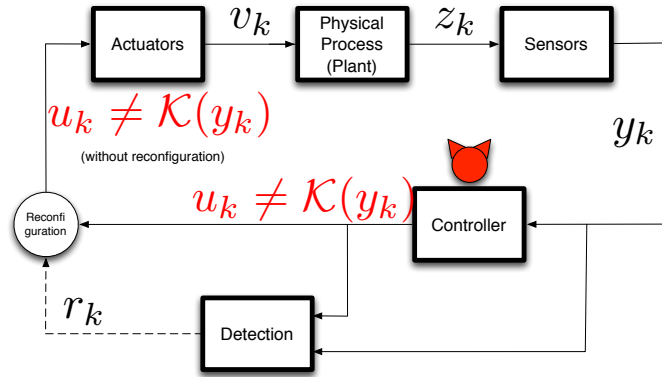 Actuators
v_k
Physical
Process
(Plant)
z_k
Sensors
u_k ≠ 𝒦(y_k)
(without reconfiguration)
y_k
Reconfi
guration
u_k ≠ 𝒦(y_k)
Controller
r_k
Detection